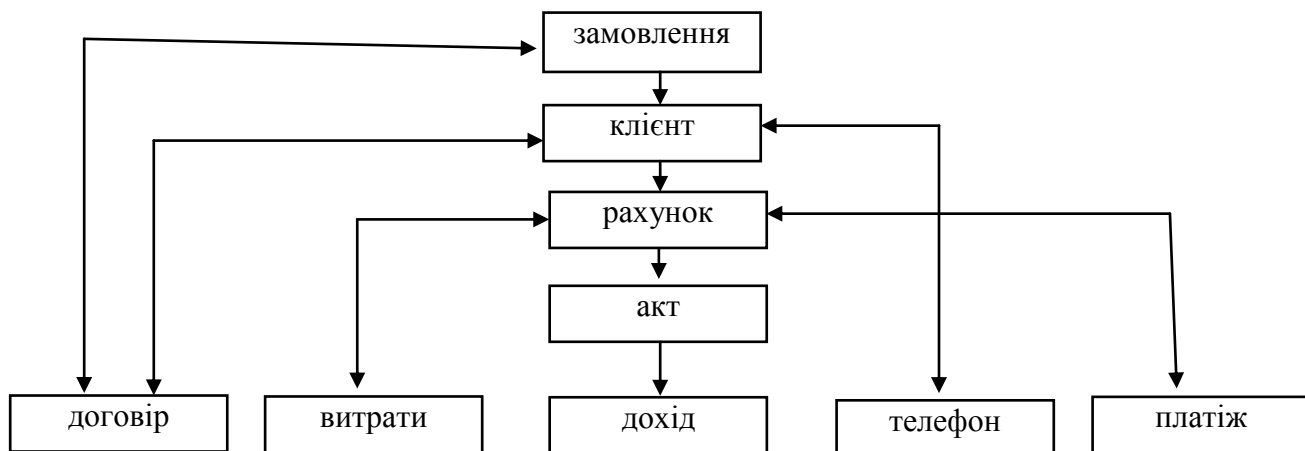 замовлення
клієнт
рахунок
акт
договір
витрати
дохід
телефон
платіж